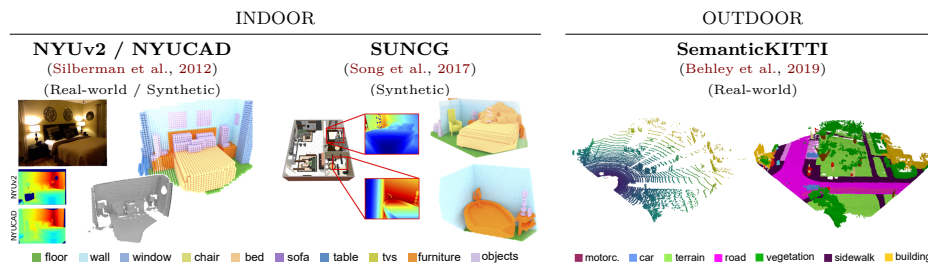 INDOOR
OUTDOOR
NYUv2 / NYUCAD
(Silberman et al., 2012)
(Real-world / Synthetic)
SUNCG
(Song et al., 2017)
(Synthetic)
SemanticKITTI
(Behley et al., 2019)
(Real-world)
NYUv2
NYUCAD
floor wall window chair bed sofa table tvs furniture objects
motorc. car terrain road vegetation sidewalk building